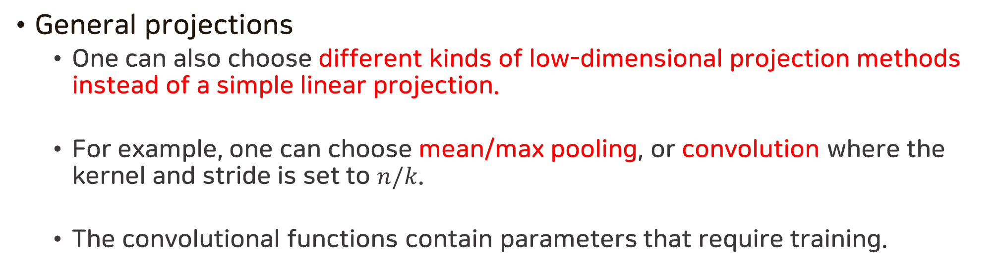 • General projections
• One can also choose different kinds of low-dimensional projection methods
instead of a simple linear projection.
• For example, one can choose mean/max pooling, or convolution where the
kernel and stride is set to n/k.
• The convolutional functions contain parameters that require training.